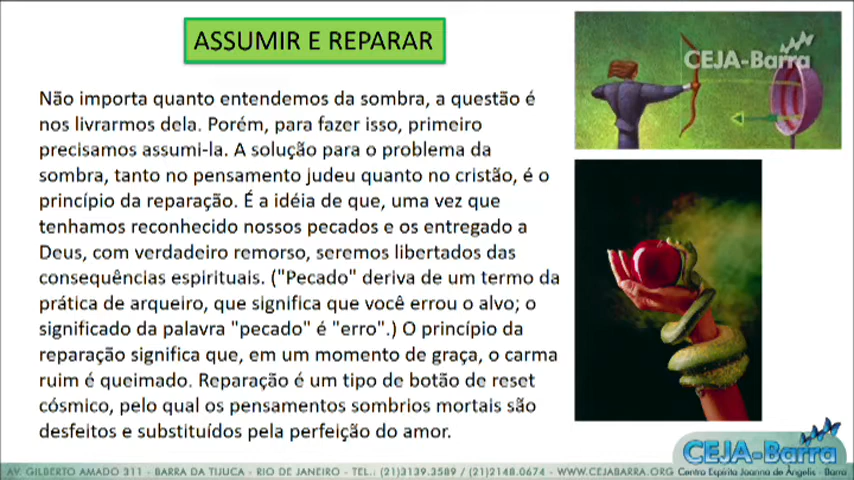 ASSUMIR E REPARAR
CEJA-Barra
Não importa quanto entendemos da sombra, a questão é
nos livrarmos dela. Porém, para fazer isso, primeiro
precisamos assumi-la. A solução para o problema da
sombra, tanto no pensamento judeu quanto no cristão, é o
princípio da reparação. É a idéia de que, uma vez que
tenhamos reconhecido nossos pecados e os entregado a
Deus, com verdadeiro remorso, seremos libertados das
consequências espirituais. ("Pecado" deriva de um termo da
prática de arqueiro, que significa que você errou o alvo; o
significado da palavra "pecado" é "erro".) O princípio da
reparação significa que, em um momento de graça, o carma
ruim é queimado. Reparação é um tipo de botão de reset
cósmico, pelo qual os pensamentos sombrios mortais são
desfeitos e substituídos pela perfeição do amor.
CEJA-Barra
AV. GILBERTO AMADO 311 - BARRA DA TIJUCA - RIO DE JANEIRO - TEL.: (21)3139.3589 / (21)2148.0674 - WWW.CEJABARRA.ORG Centro Espírita Joanna de Ângelis - Barra